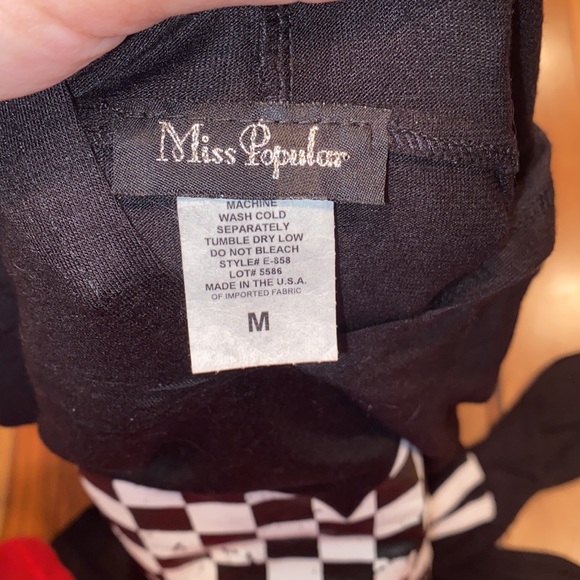 Miss Popular
MACHINE
WASH COLD
SEPARATELY
TUMBLE DRY LOW
DO NOT BLEACH
STYLE# E-858
LOT# 5586
MADE IN THE U.S.A.
OF IMPORTED FABRIC
M